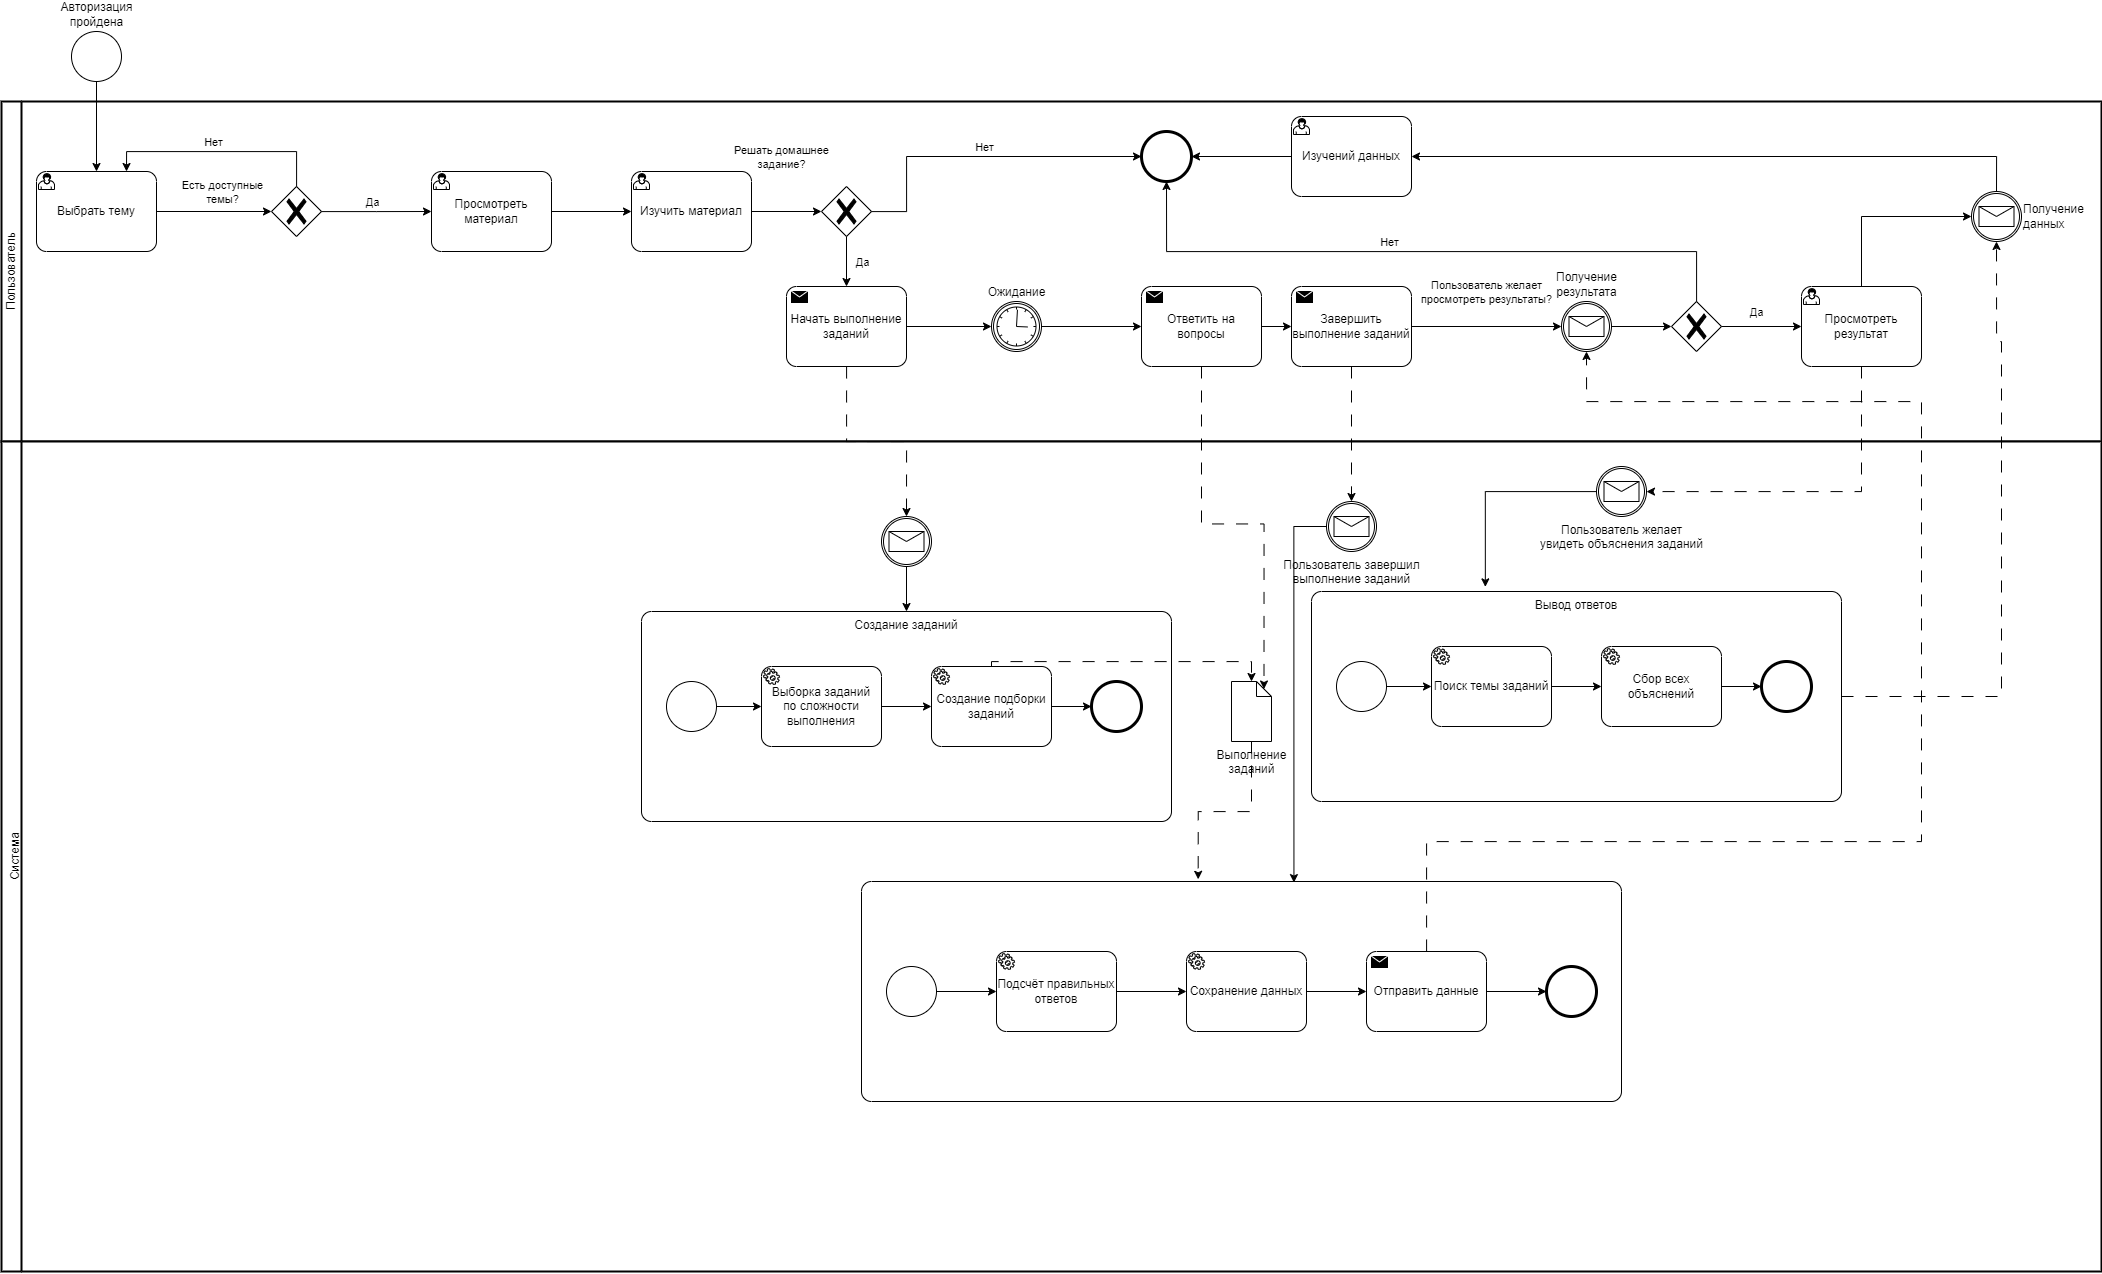 Авторизация
пройдена
Пользователь
Выбрать тему
Нет
Есть доступные
темы?
Да
Просмотреть
материал
Изучить материал
Решать домашнее
задание?
Нет
Да
Изучений данных
Получение
данных
Нет
Начать выполнение
заданий
Ожидание
Ответить на
вопросы
Завершить
выполнение заданий
Пользователь желает
просмотреть результаты?
Получение
результата
Да
Просмотреть
результат
Система
Пользователь завершил
выполнение заданий
Пользователь желает
увидеть объяснения заданий
Создание заданий
Выборка заданий
по сложности
выполнения
Создание подборки
заданий
Выполнение
заданий
Вывод ответов
Поиск темы заданий
Сбор всех
объяснений
Подсчёт правильных
ответов
Сохранение данных
Отправить данные